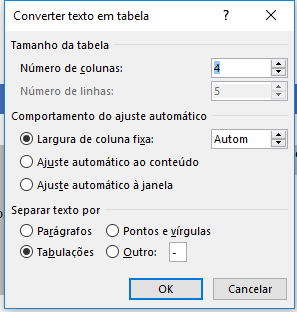 Converter texto em tabela
Tamanho da tabela
Número de colunas: 4
Número de linhas: 5
Comportamento do ajuste automático
Largura de coluna fixa: Autom
Ajuste automático ao conteúdo
Ajuste automático à janela
Separar texto por
Parágrafos Pontos e vírgulas
Tabulações Outro: -
OK Cancelar